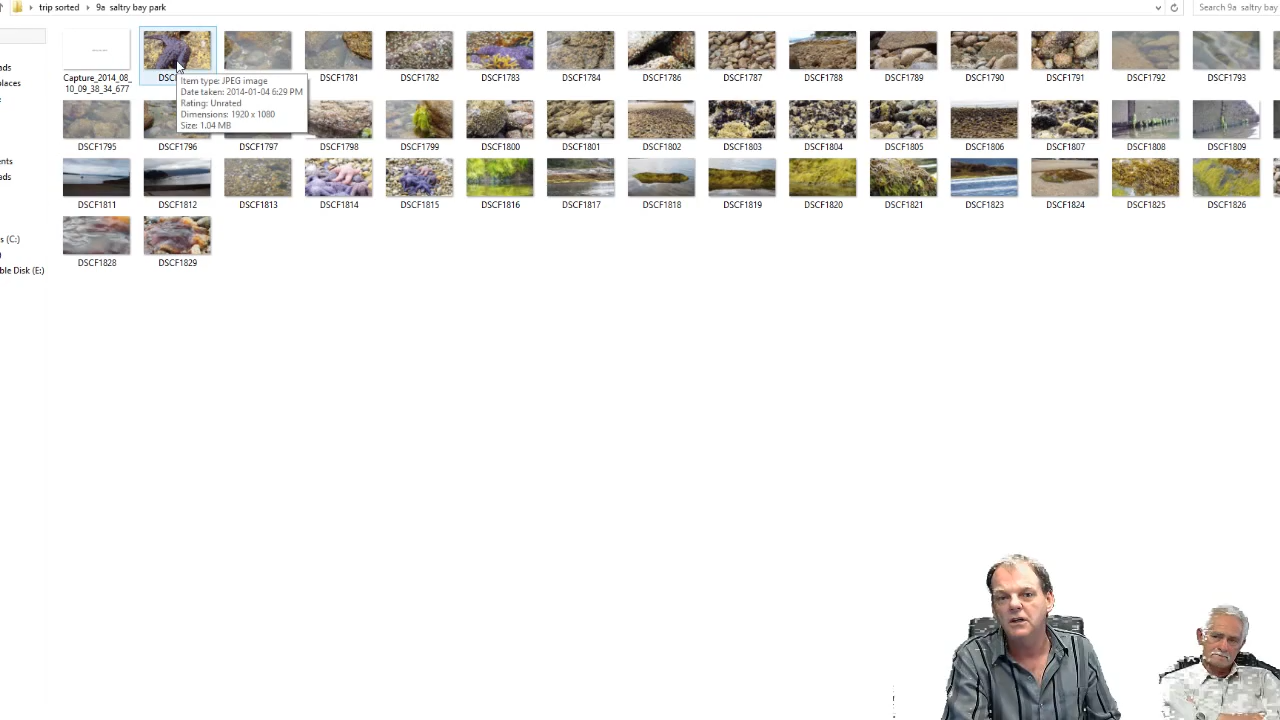 trip sorted 9a saltry bay park
Search 9a saltry bay
ads
places
ents
ads
s (C:)
ble Disk (E:)
Capture_2014_08_
10_09_38_34_677
DSC
DSCF1781
DSCF1782
DSCF1783
DSCF1784
DSCF1786
DSCF1787
DSCF1788
DSCF1789
DSCF1790
DSCF1791
DSCF1792
DSCF1793
Item type: JPEG image
Date taken: 2014-01-04 6:29 PM
Rating: Unrated
Dimensions: 1920 x 1080
Size: 1.04 MB
DSCF1795
DSCF1796
DSCF1797
DSCF1798
DSCF1799
DSCF1800
DSCF1801
DSCF1802
DSCF1803
DSCF1804
DSCF1805
DSCF1806
DSCF1807
DSCF1808
DSCF1809
DSCF1811
DSCF1812
DSCF1813
DSCF1814
DSCF1815
DSCF1816
DSCF1817
DSCF1818
DSCF1819
DSCF1820
DSCF1821
DSCF1823
DSCF1824
DSCF1825
DSCF1826
DSCF1828
DSCF1829